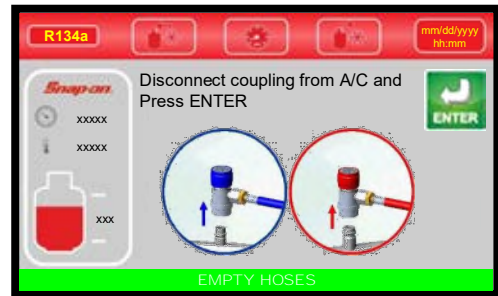 R134a
mm/dd/yyyy
hh:mm
Snap-on
Disconnect coupling from A/C and
Press ENTER
ENTER
xxxxx
xxxxx
xxx
EMPTY HOSES